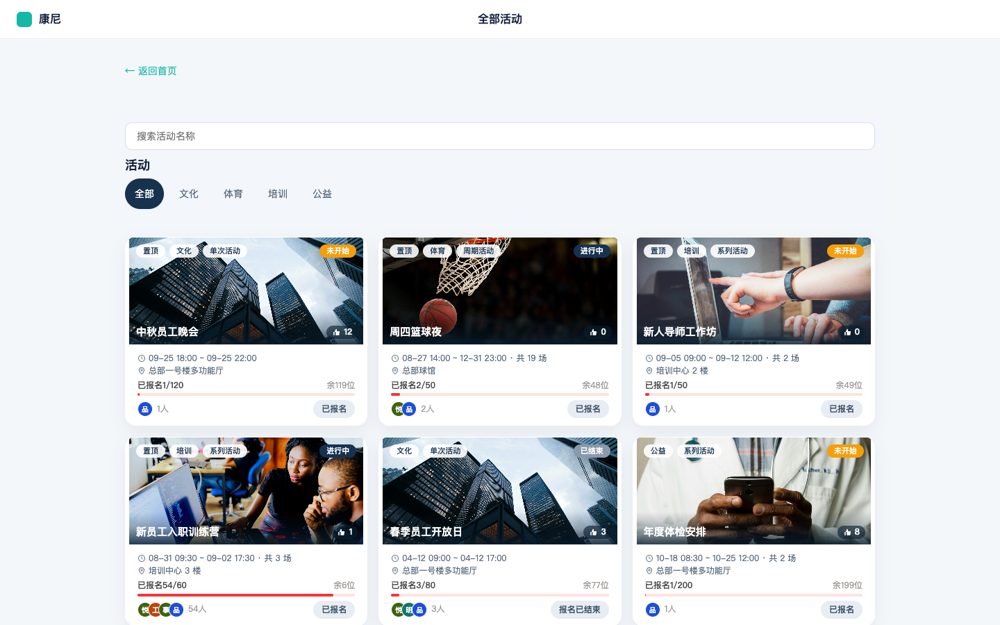 康尼
全部活动
← 返回首页
搜索活动名称
活动
全部 文化 体育 培训 公益
置顶 文化 单次活动 未开始
中秋员工晚会 12
09-25 18:00 ~ 09-25 22:00
总部一号楼多功能厅
已报名1/120 余119位
品 1人 已报名
置顶 体育 周期活动 进行中
周四篮球夜 0
08-27 14:00 ~ 12-31 23:00 · 共 19 场
总部球馆
已报名2/50 余48位
悦 品 2人 已报名
置顶 培训 系列活动 未开始
新人导师工作坊 0
09-05 09:00 ~ 09-12 12:00 · 共 2 场
培训中心 2 楼
已报名1/50 余49位
品 1人 已报名
置顶 培训 系列活动 进行中
新员工入职训练营 1
08-31 09:30 ~ 09-02 17:30 · 共 3 场
培训中心 3 楼
已报名54/60 余6位
悦 工 品 54人 已报名
文化 单次活动 已结束
春季员工开放日 3
04-12 09:00 ~ 04-12 17:00
总部一号楼多功能厅
已报名3/80 余77位
悦 明 品 3人 报名已结束
公益 系列活动 未开始
年度体检安排 8
10-18 08:30 ~ 10-25 12:00 · 共 2 场
总部一号楼多功能厅
已报名1/200 余199位
品 1人 已报名